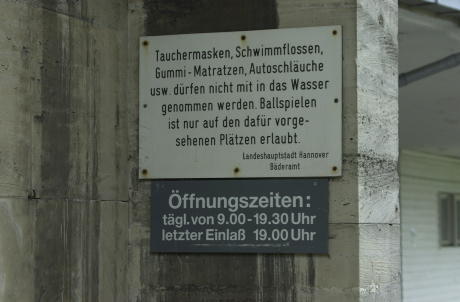 Tauchermasken, Schwimmflossen,
Gummi-Matratzen, Autoschläuche
usw. dürfen nicht mit in das Wasser
genommen werden. Ballspielen
ist nur auf den dafür vorge-
sehenen Plätzen erlaubt.
Landeshauptstadt Hannover
Bäderamt
Öffnungszeiten:
tägl. von 9.00-19.30 Uhr
letzter Einlaß 19.00 Uhr